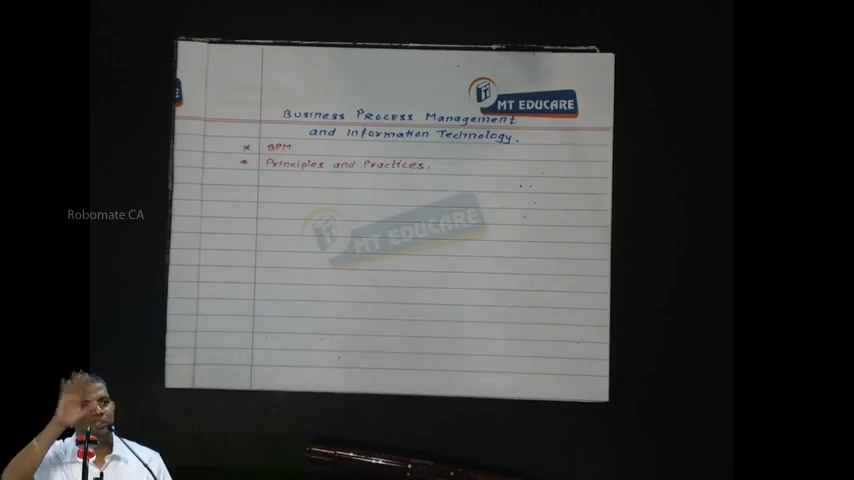 MT EDUCARE
Business Process Management
and Information Technology.
* BPM
* Principles and Practices.
Robomate CA
MT EDUCARE